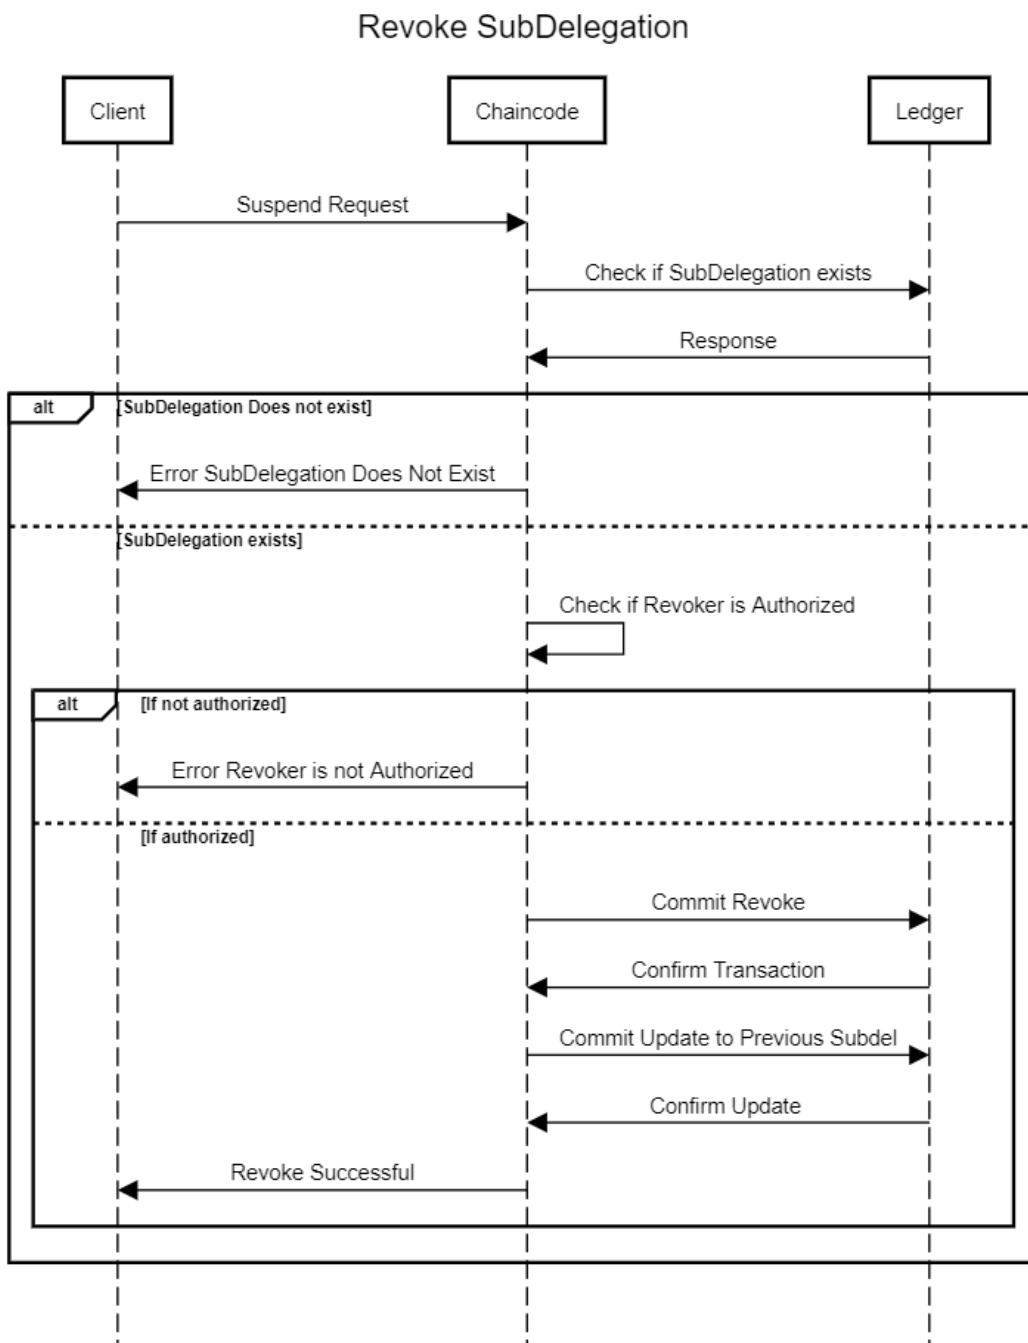 Revoke SubDelegation
Client
Chaincode
Ledger
Suspend Request
Check if SubDelegation exists
Response
alt
[SubDelegation Does not exist]
Error SubDelegation Does Not Exist
[SubDelegation exists]
Check if Revoker is Authorized
alt
[If not authorized]
Error Revoker is not Authorized
[If authorized]
Commit Revoke
Confirm Transaction
Commit Update to Previous Subdel
Confirm Update
Revoke Successful